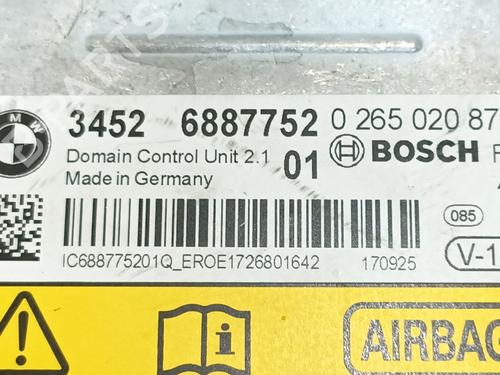 BMW
3452 6887752 0 265 020 87
Domain Control Unit 2.1 01 BOSCH
Made in Germany
085
V-1
IC688775201Q_EROE1726801642 170925
AIRBAG